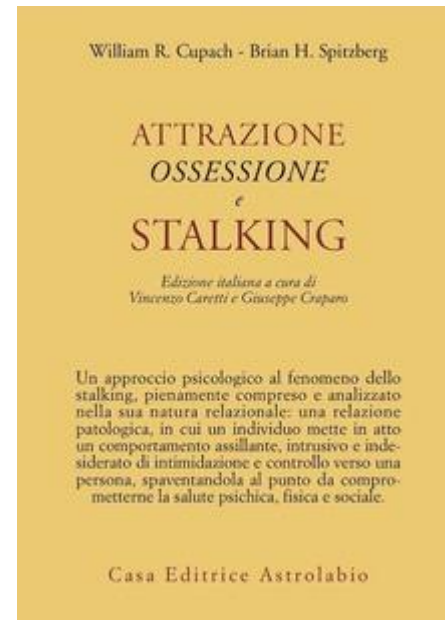 William R. Cupach - Brian H. Spitzberg
ATTRAZIONE
OSSESSIONE
e
STALKING
Edizione italiana a cura di
Vincenzo Caretti e Giuseppe Craparo
Un approccio psicologico al fenomeno dello
stalking, pienamente compreso e analizzato
nella sua natura relazionale: una relazione
patologica, in cui un individuo mette in atto
un comportamento assillante, intrusivo e inde-
siderato di intimidazione e controllo verso una
persona, spaventandola al punto da compro-
metterne la salute psichica, fisica e sociale.
Casa Editrice Astrolabio